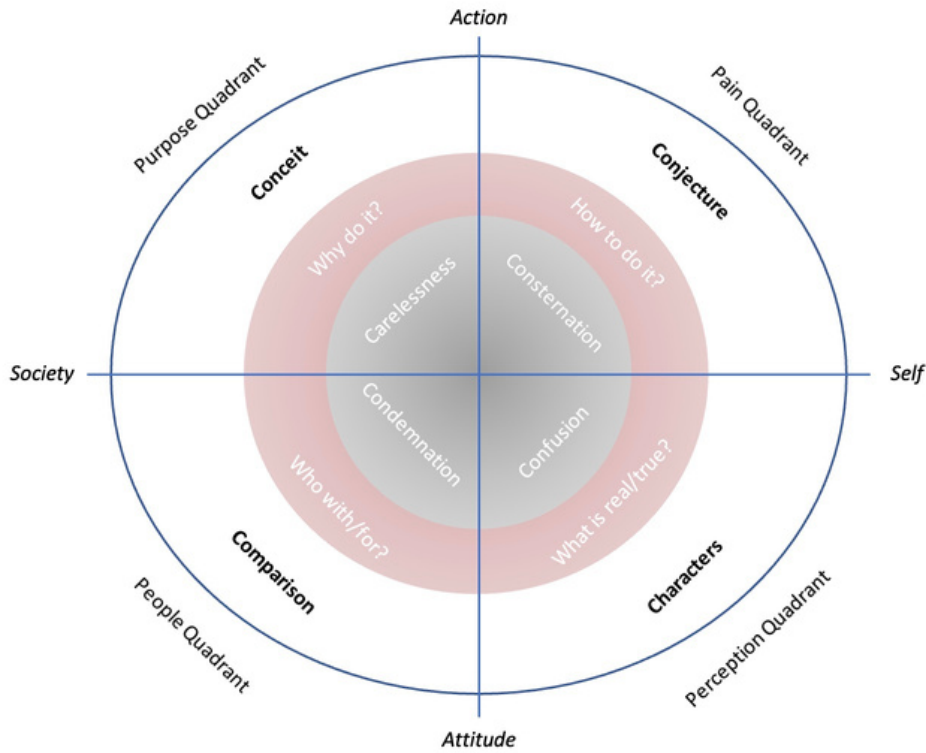 Action
Purpose Quadrant
Pain Quadrant
Conceit
Conjecture
Why do it?
How to do it?
Carelessness
Consternation
Society
Self
Condemnation
Confusion
Who with/for?
What is real/true?
Comparison
Characters
People Quadrant
Perception Quadrant
Attitude